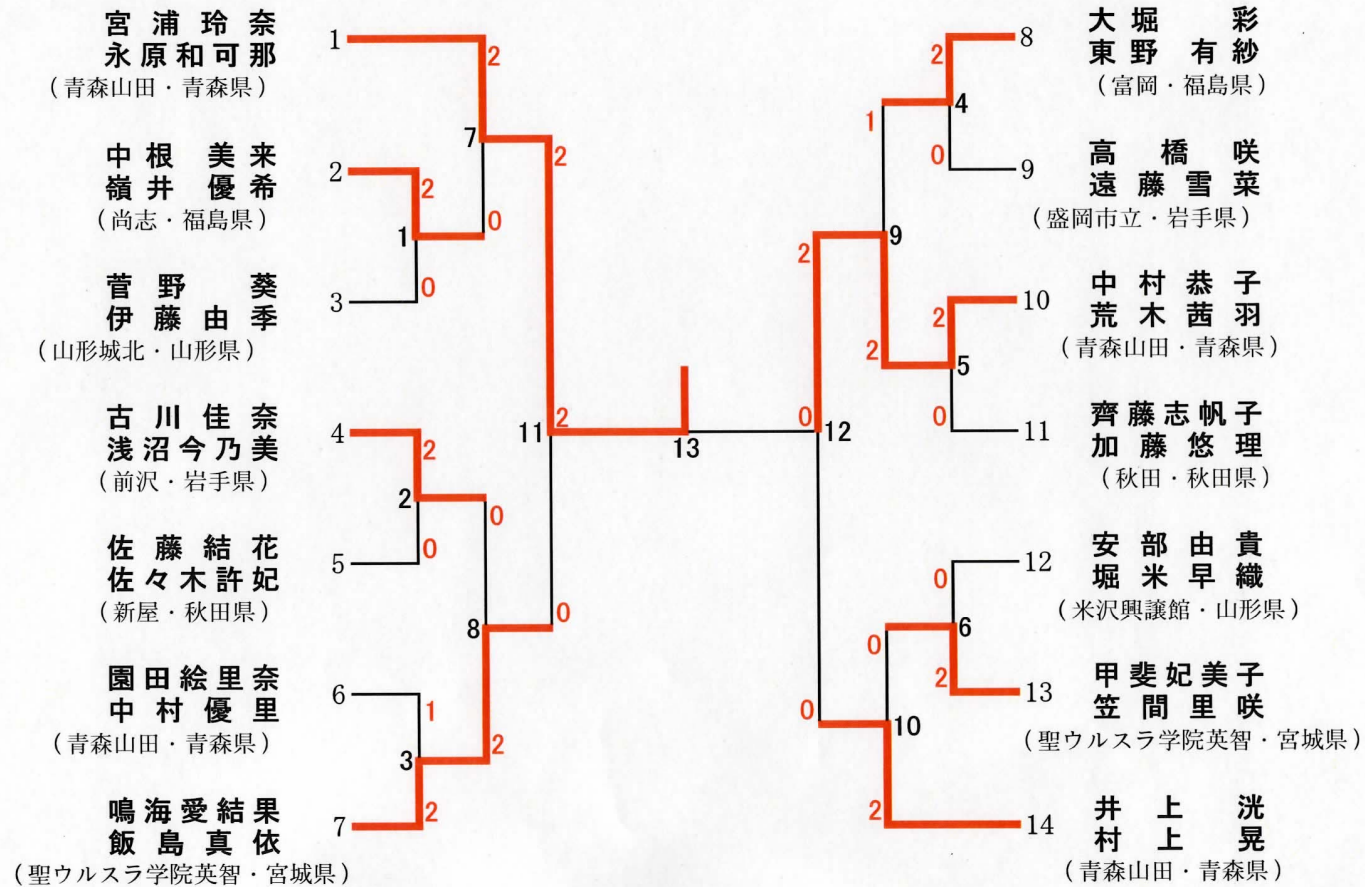 宮浦玲奈
永原和可那
(青森山田・青森県)
1
中根美来
嶺井優希
(尚志・福島県)
2
菅野葵
伊藤由季
(山形城北・山形県)
3
古川佳奈
浅沼今乃美
(前沢・岩手県)
4
佐藤結花
佐々木許妃
(新屋・秋田県)
5
園田絵里奈
中村優里
(青森山田・青森県)
6
鳴海愛結果
飯島真依
(聖ウルスラ学院英智・宮城県)
7
2
7
0
2
2
1
0
2
2
0
0
8
2
1
3
2
0
2
11
13
12
0
2
0
1
9
2
2
4
0
2
5
0
0
6
2
0
10
2
大堀彩
東野有紗
(富岡・福島県)
8
高橋咲
遠藤雪菜
(盛岡市立・岩手県)
9
中村恭子
荒木茜羽
(青森山田・青森県)
10
齊藤志帆子
加藤悠理
(秋田・秋田県)
11
安部由貴
堀米早織
(米沢興譲館・山形県)
12
甲斐妃美子
笠間里咲
(聖ウルスラ学院英智・宮城県)
13
井上洸
村上晃
(青森山田・青森県)
14